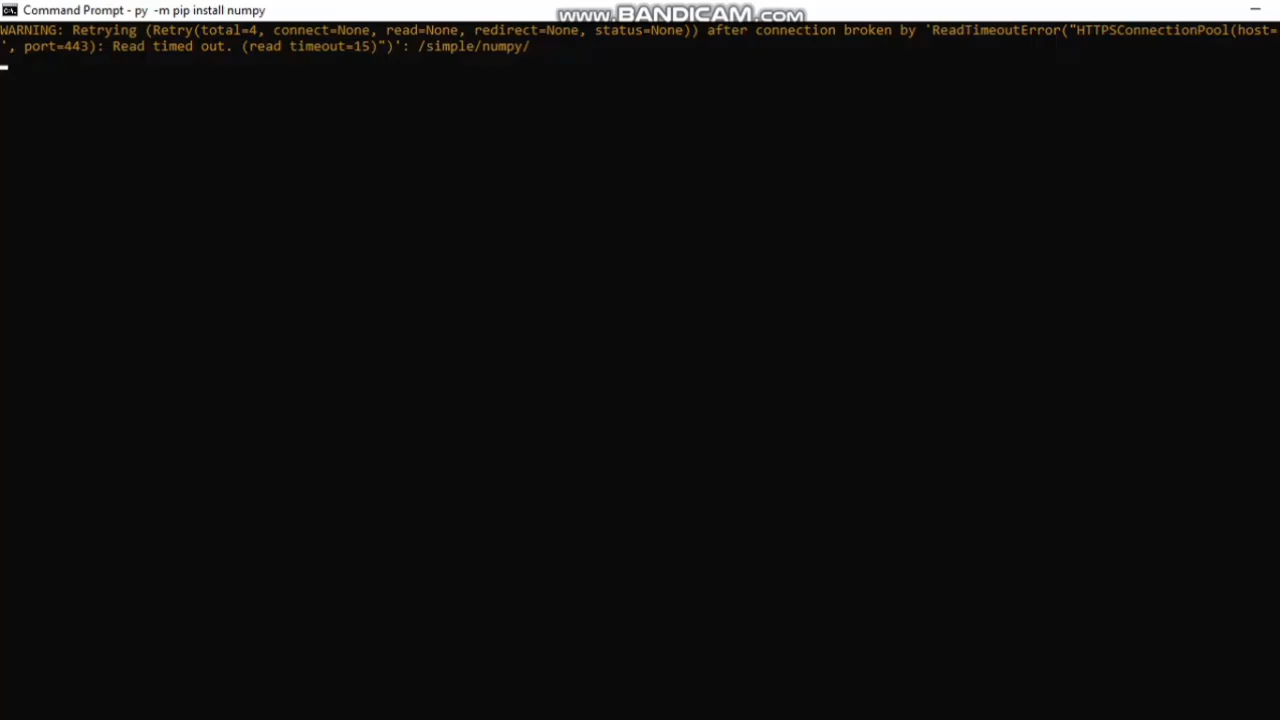 Command Prompt - py  -m pip install numpy
www.BANDICAM.com
WARNING: Retrying (Retry(total=4, connect=None, read=None, redirect=None, status=None)) after connection broken by 'ReadTimeoutError("HTTPSConnectionPool(host=
', port=443): Read timed out. (read timeout=15)")': /simple/numpy/